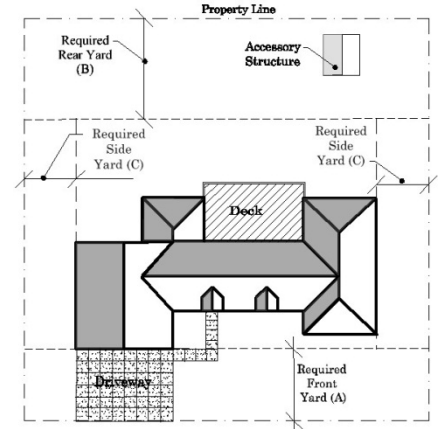 Property Line
Required
Rear Yard
(B)
Accessory
Structure
Required
Side
Yard (C)
Required
Side
Yard (C)
Deck
Driveway
Required
Front
Yard (A)